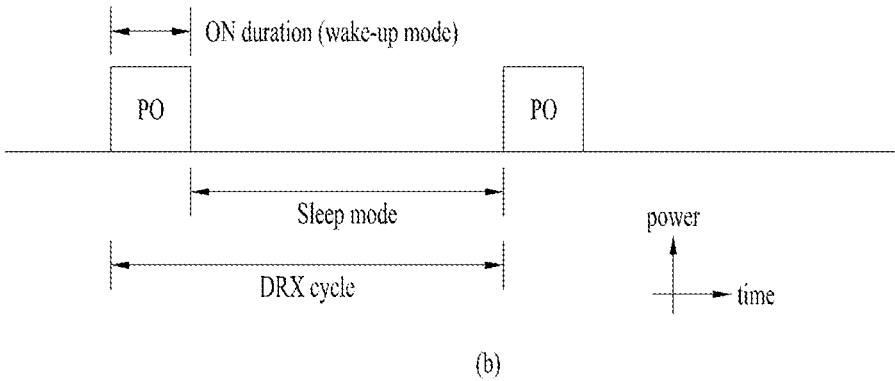 ON duration (wake-up mode)
PO
PO
Sleep mode
DRX cycle
power
time
(b)